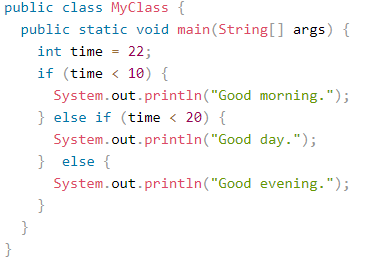 public class MyClass {
  public static void main(String[] args) {
    int time = 22;
    if (time < 10) {
      System.out.println("Good morning.");
    } else if (time < 20) {
      System.out.println("Good day.");
    }  else {
      System.out.println("Good evening.");
    }
  }
}